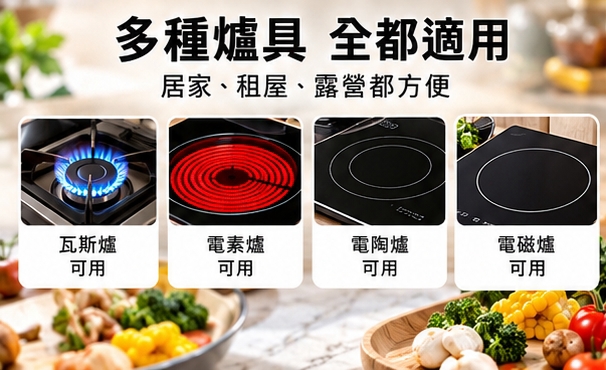 多種爐具 全都適用
居家、租屋、露營都方便
瓦斯爐
可用
電素爐
可用
電陶爐
可用
電磁爐
可用